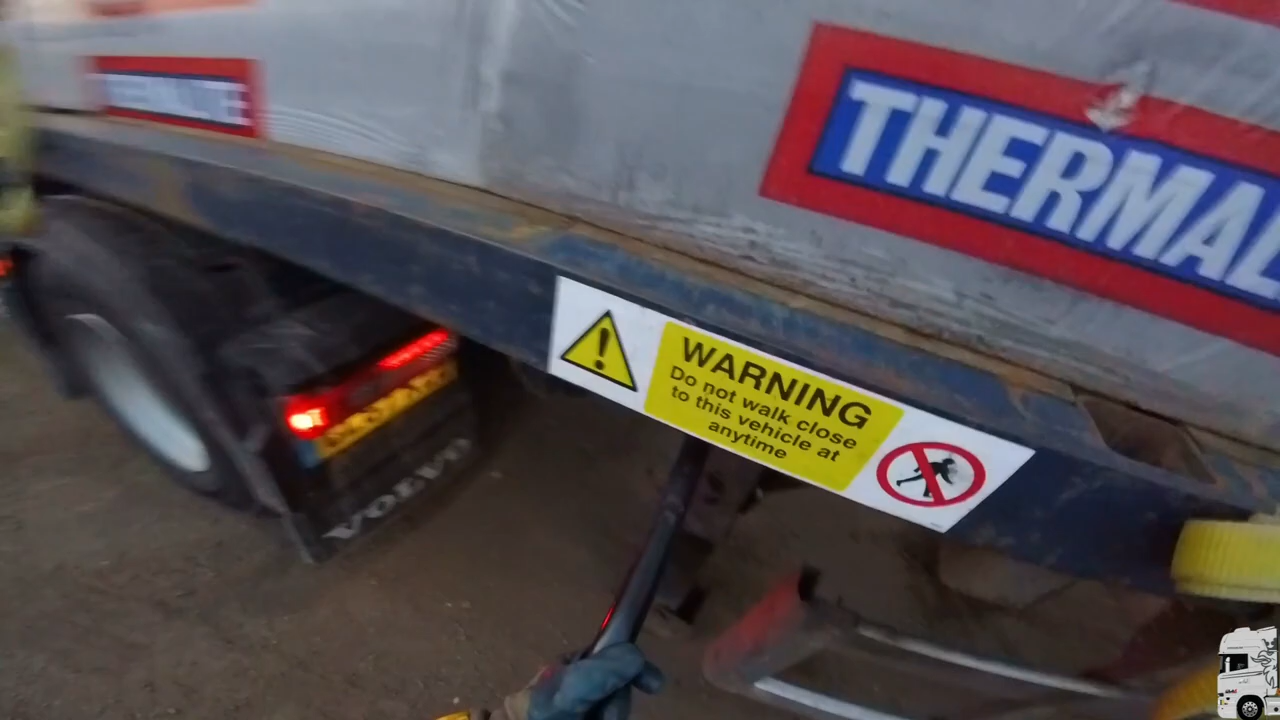 THERMAL
WARNING
Do not walk close
to this vehicle at
anytime
VOLVO